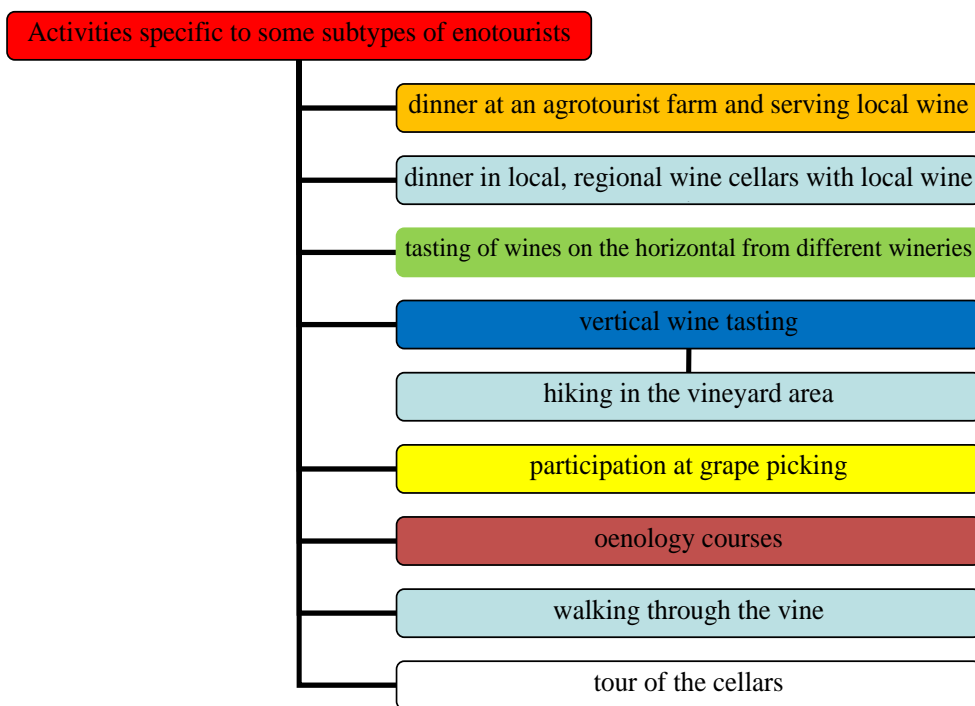 Activities specific to some subtypes of enotourists
dinner at an agrotourist farm and serving local wine
dinner in local, regional wine cellars with local wine
tasting of wines on the horizontal from different wineries
vertical wine tasting
hiking in the vineyard area
participation at grape picking
oenology courses
walking through the vine
tour of the cellars